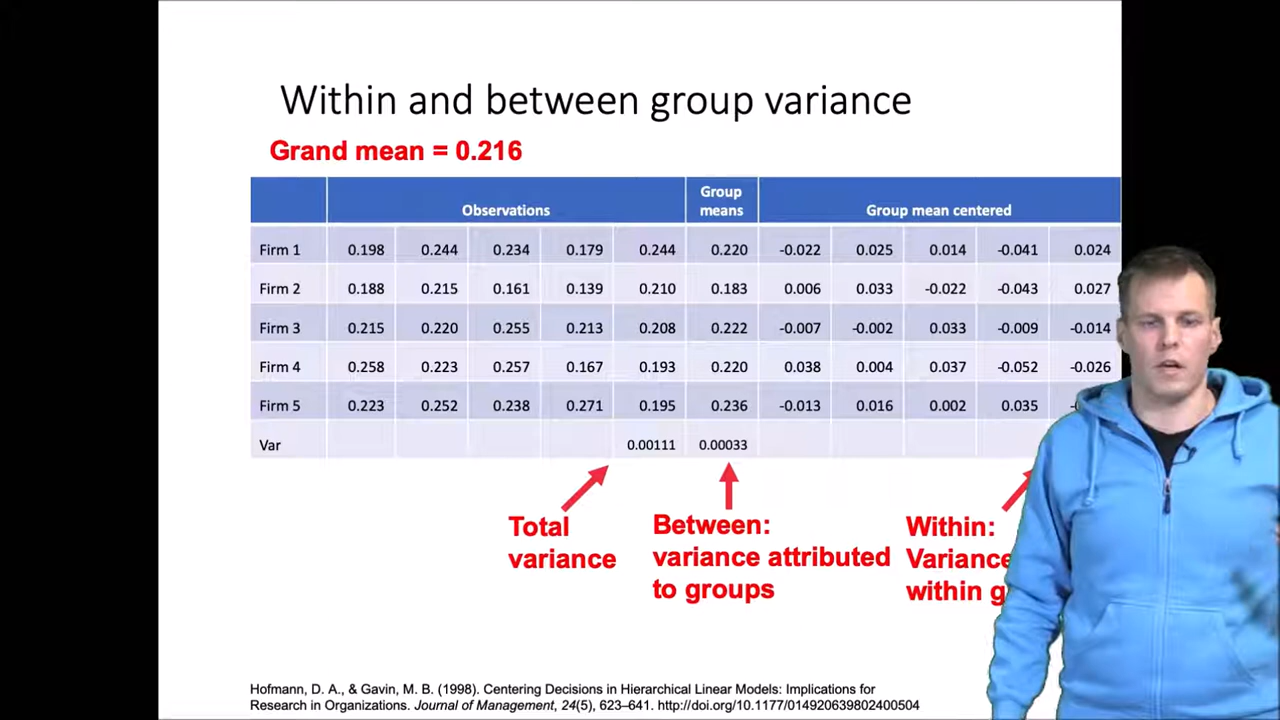 Within and between group variance
Grand mean = 0.216
Observations Group means Group mean centered
Firm 1 0.198 0.244 0.234 0.179 0.244 0.220 -0.022 0.025 0.014 -0.041 0.024
Firm 2 0.188 0.215 0.161 0.139 0.210 0.183 0.006 0.033 -0.022 -0.043 0.027
Firm 3 0.215 0.220 0.255 0.213 0.208 0.222 -0.007 -0.002 0.033 -0.009 -0.014
Firm 4 0.258 0.223 0.257 0.167 0.193 0.220 0.038 0.004 0.037 -0.052 -0.026
Firm 5 0.223 0.252 0.238 0.271 0.195 0.236 -0.013 0.016 0.002 0.035
Var 0.00111 0.00033
Total
variance
Between:
variance attributed
to groups
Within:
Variance
within
Hofmann, D. A., & Gavin, M. B. (1998). Centering Decisions in Hierarchical Linear Models: Implications for
Research in Organizations. Journal of Management, 24(5), 623–641. http://doi.org/10.1177/014920639802400504